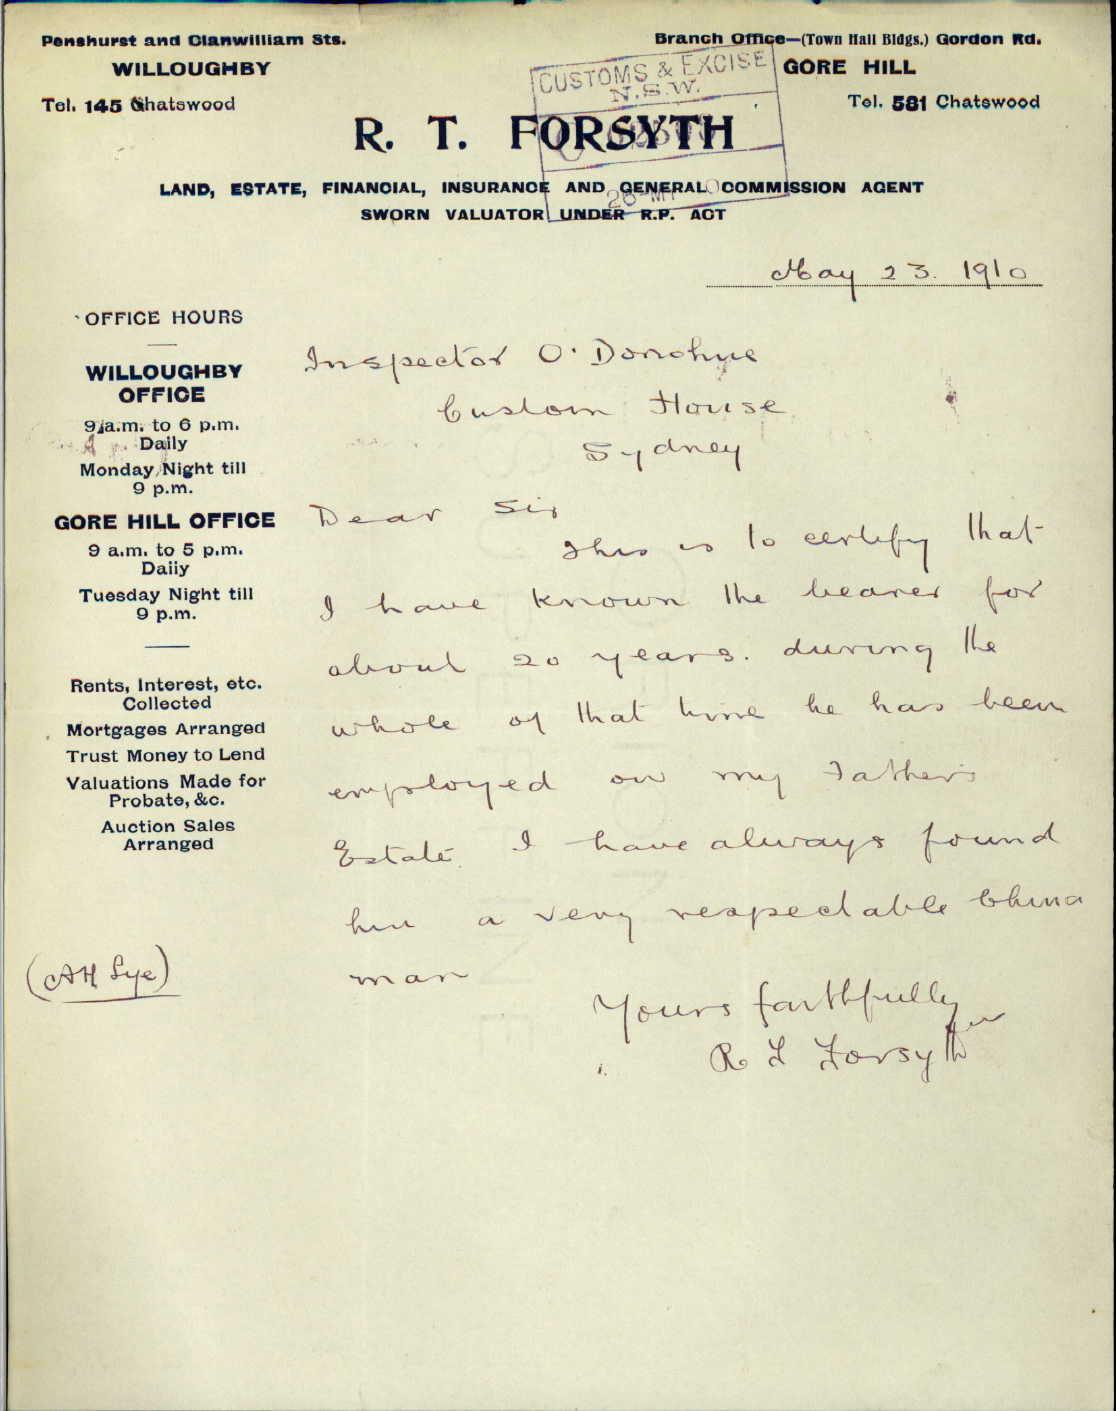 Penshurst and Clanwilliam Sts.
WILLOUGHBY
Tel. 145 Chatswood
Branch Office—(Town Hall Bldgs.) Gordon Rd.
GORE HILL
Tel. 581 Chatswood
CUSTOMS & EXCISE
N.S.W.
R. T. FORSYTH
LAND, ESTATE, FINANCIAL, INSURANCE AND GENERAL COMMISSION AGENT
SWORN VALUATOR UNDER R.P. ACT
May 23. 1910
OFFICE HOURS
WILLOUGHBY
OFFICE
9 a.m. to 6 p.m.
Daily
Monday Night till
9 p.m.
GORE HILL OFFICE
9 a.m. to 5 p.m.
Daily
Tuesday Night till
9 p.m.
Rents, Interest, etc.
Collected
Mortgages Arranged
Trust Money to Lend
Valuations Made for
Probate, &c.
Auction Sales
Arranged
Inspector O'Donohue
Custom House
Sydney
Dear Sir
This is to certify that
I have known the bearer for
about 20 years. during the
whole of that time he has been
employed on my Father's
Estate. I have always found
him a very respectable China
man
(AH Lye)
Yours faithfully
R T Forsyth